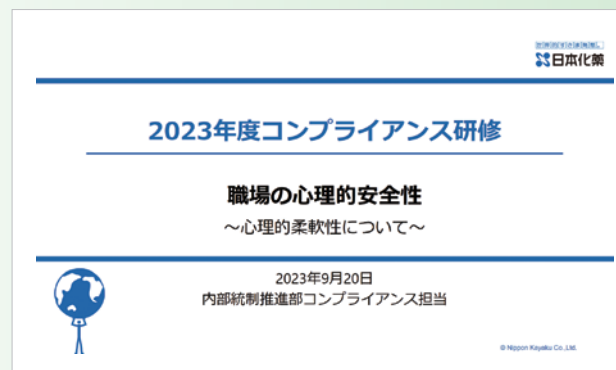 日本化薬
2023年度コンプライアンス研修
職場の心理的安全性
～心理的柔軟性について～
2023年9月20日
内部統制推進部コンプライアンス担当
© Nippon Kayaku Co., Ltd.